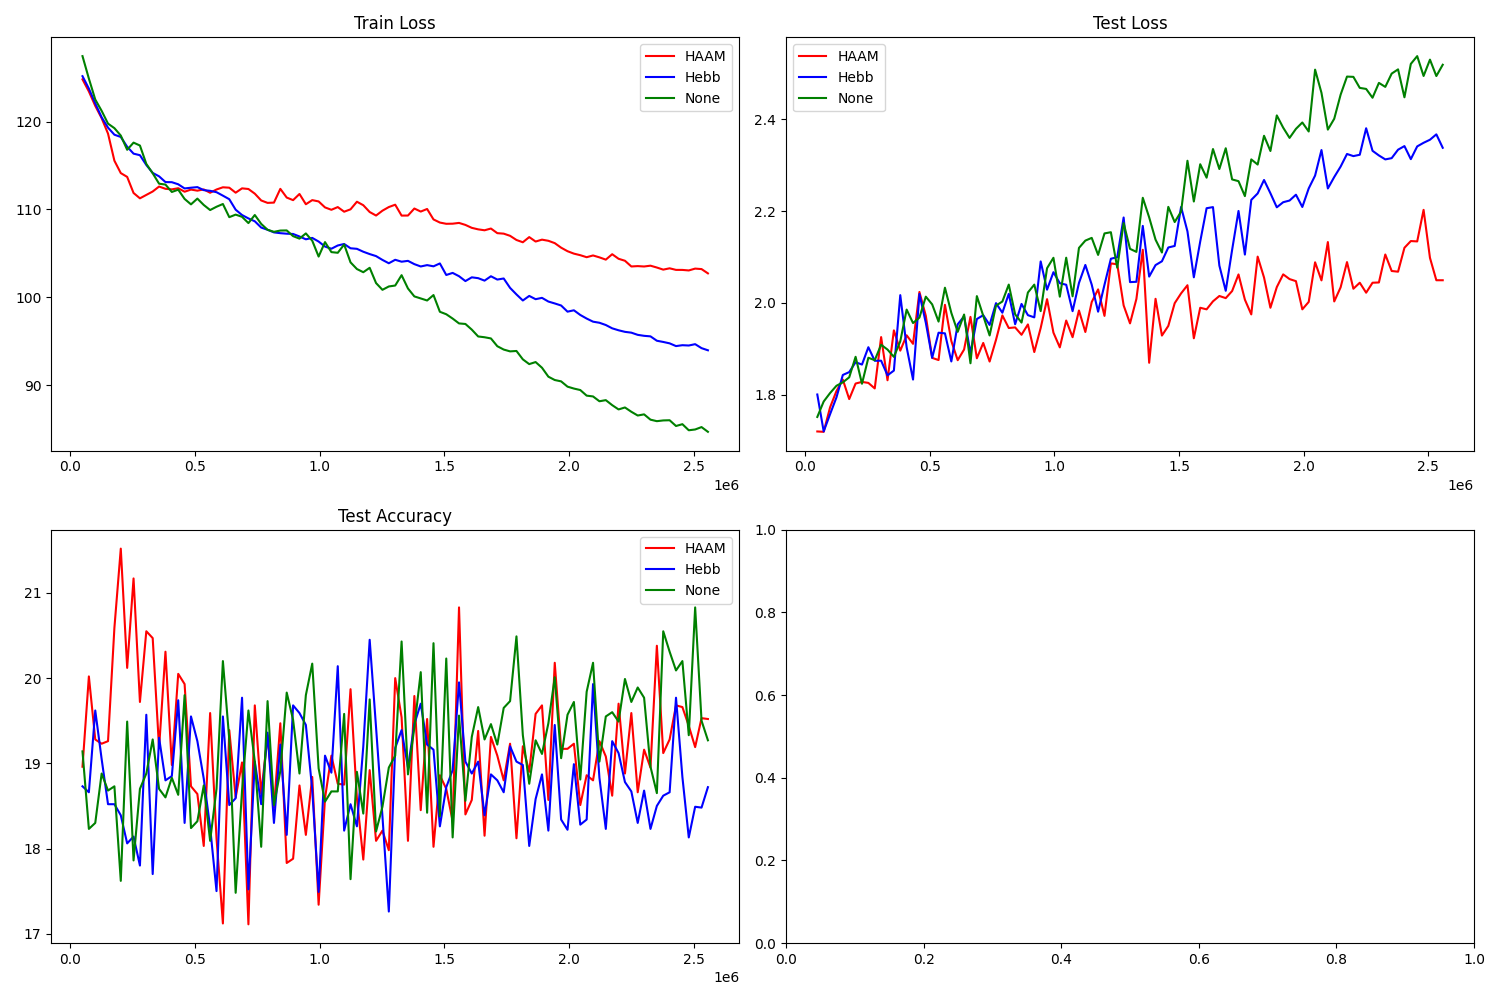 Train Loss
HAAM
Hebb
None
120
110
100
90
0.0 0.5 1.0 1.5 2.0 2.5
1e6
Test Loss
HAAM
Hebb
None
2.4
2.2
2.0
1.8
0.0 0.5 1.0 1.5 2.0 2.5
1e6
Test Accuracy
HAAM
Hebb
None
21
20
19
18
17
0.0 0.5 1.0 1.5 2.0 2.5
1e6
1.0
0.8
0.6
0.4
0.2
0.0
0.0 0.2 0.4 0.6 0.8 1.0